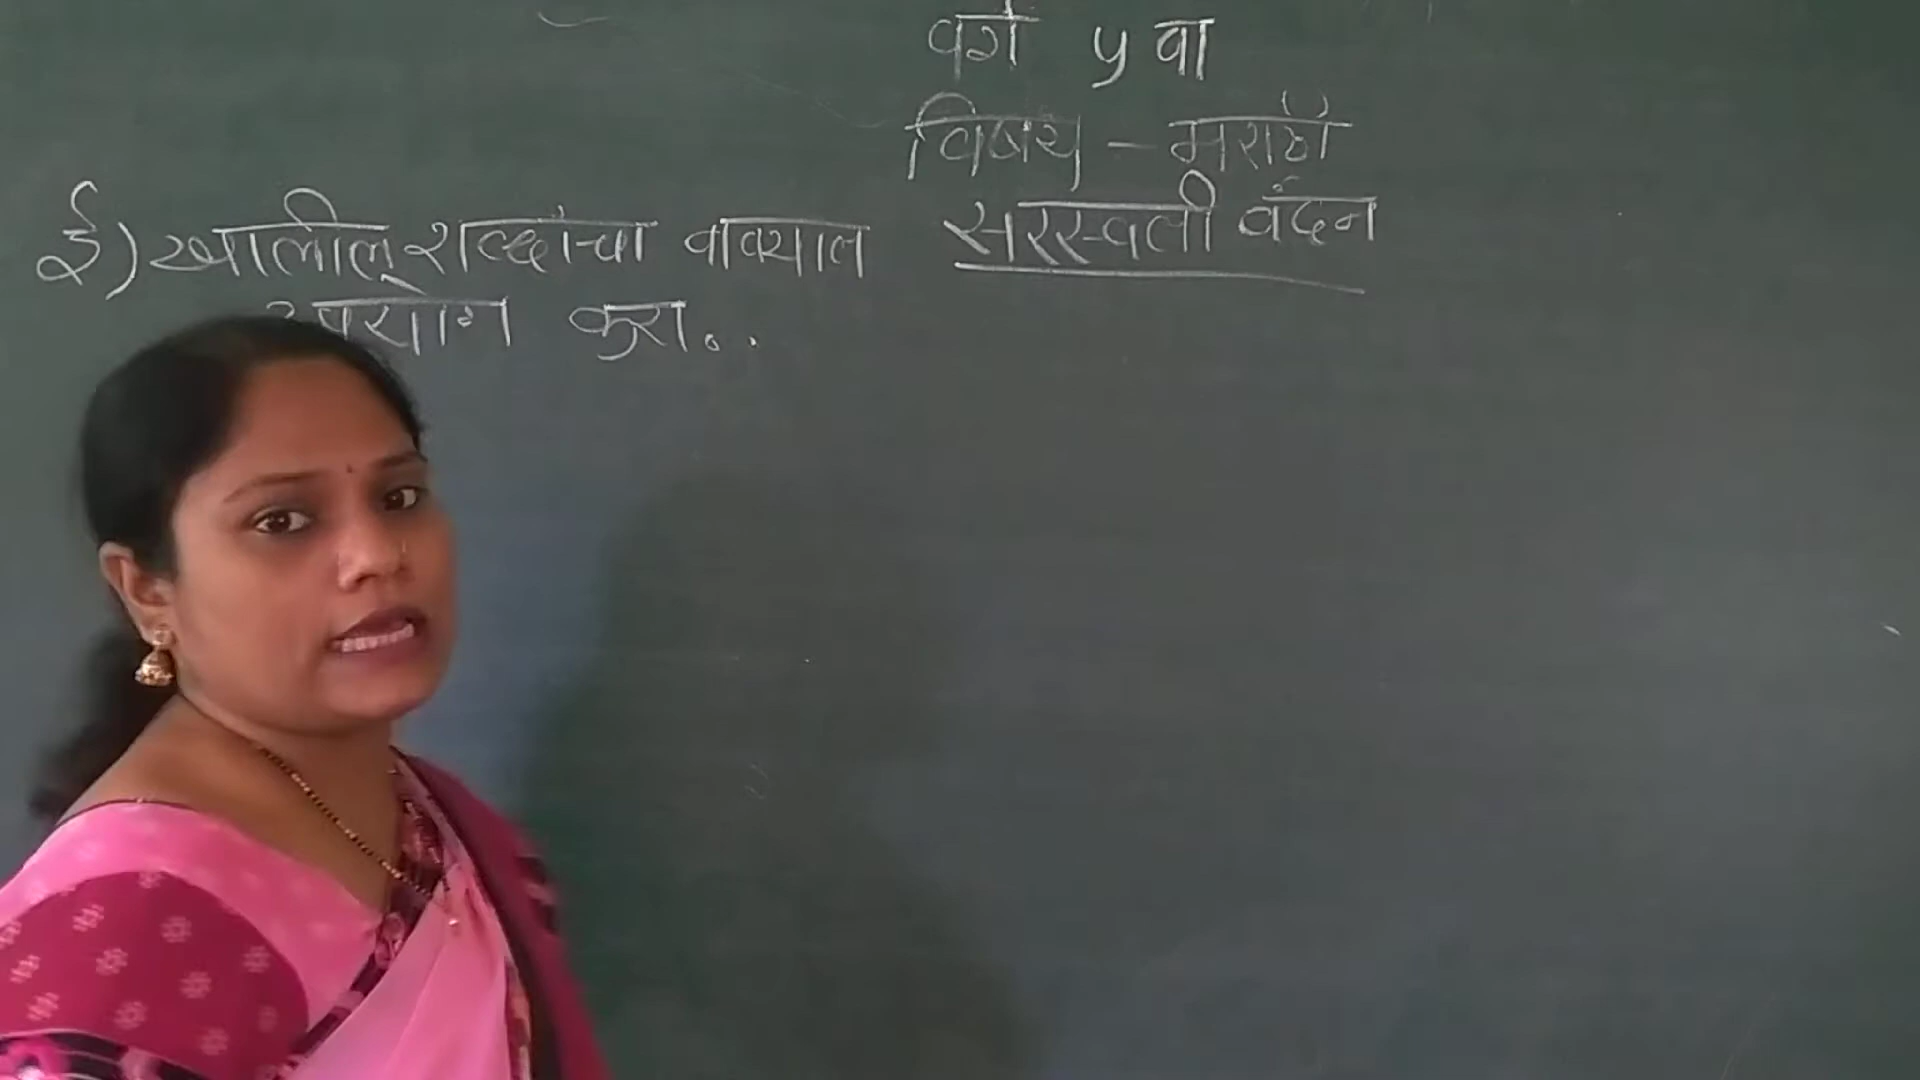 वर्ग ५ वा
विषय - मराठी
सरस्वती वंदन
ई) खालील शब्दांचा वाक्यात
उपयोग करा..